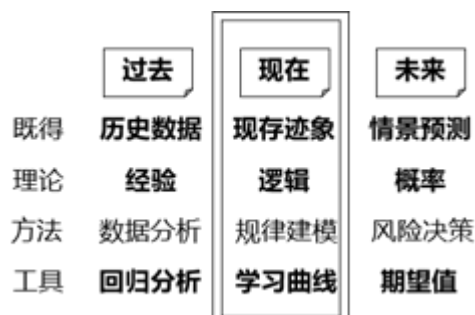 过去 现在 未来
既得 历史数据 现存迹象 情景预测
理论 经验 逻辑 概率
方法 数据分析 规律建模 风险决策
工具 回归分析 学习曲线 期望值